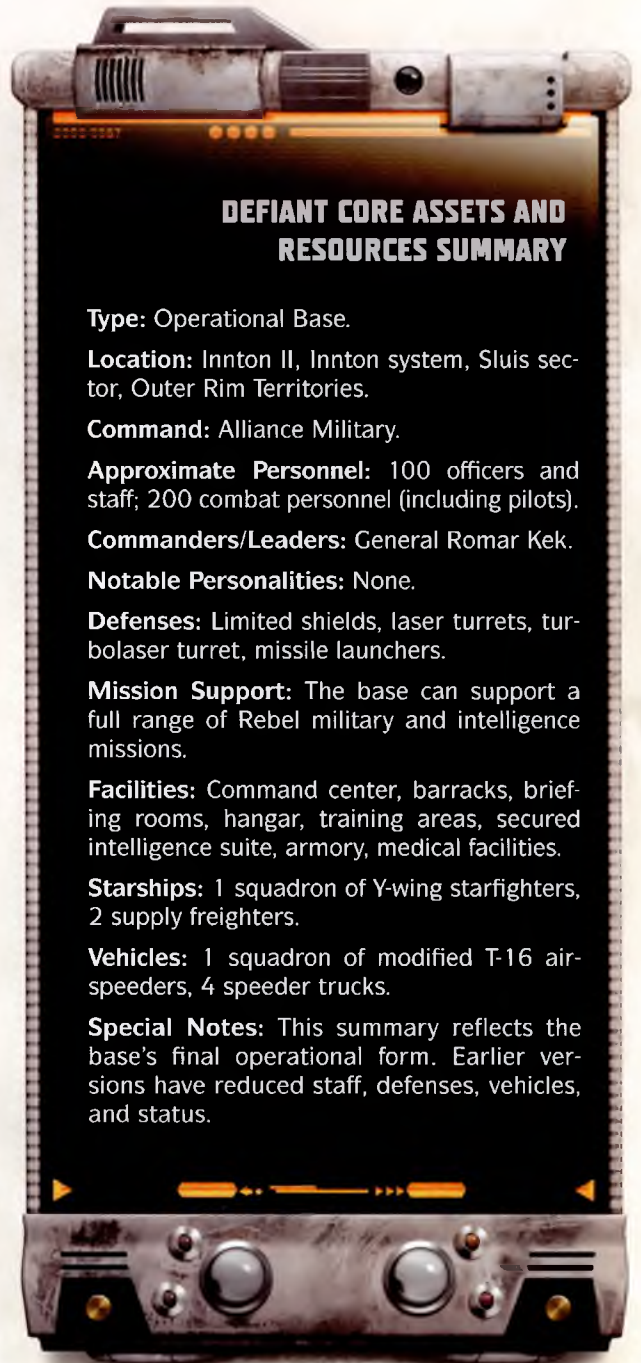 DEFIANT CORE ASSETS AND
RESOURCES SUMMARY
Type: Operational Base.
Location: Innton II, Innton system, Sluis sec-
tor, Outer Rim Territories.
Command: Alliance Military.
Approximate Personnel: 100 officers and
staff; 200 combat personnel (including pilots).
Commanders/Leaders: General Romar Kek.
Notable Personalities: None.
Defenses: Limited shields, laser turrets, tur-
bolaser turret, missile launchers.
Mission Support: The base can support a
full range of Rebel military and intelligence
missions.
Facilities: Command center, barracks, brief-
ing rooms, hangar, training areas, secured
intelligence suite, armory, medical facilities.
Starships: 1 squadron of Y-wing starfighters,
2 supply freighters.
Vehicles: 1 squadron of modified T-16 air-
speeders, 4 speeder trucks.
Special Notes: This summary reflects the
base's final operational form. Earlier ver-
sions have reduced staff, defenses, vehicles,
and status.